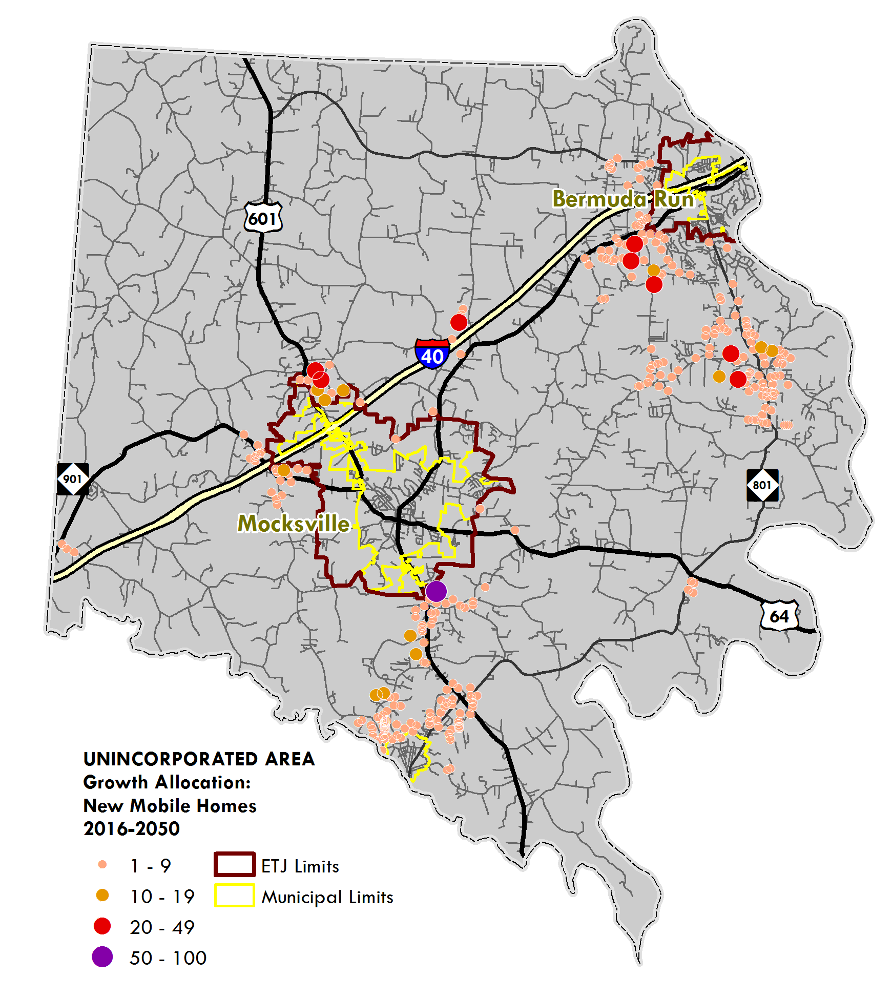 Bermuda Run
601
40
901
801
Mocksville
64
UNINCORPORATED AREA
Growth Allocation:
New Mobile Homes
2016-2050
1 - 9 ETJ Limits
10 - 19 Municipal Limits
20 - 49
50 - 100